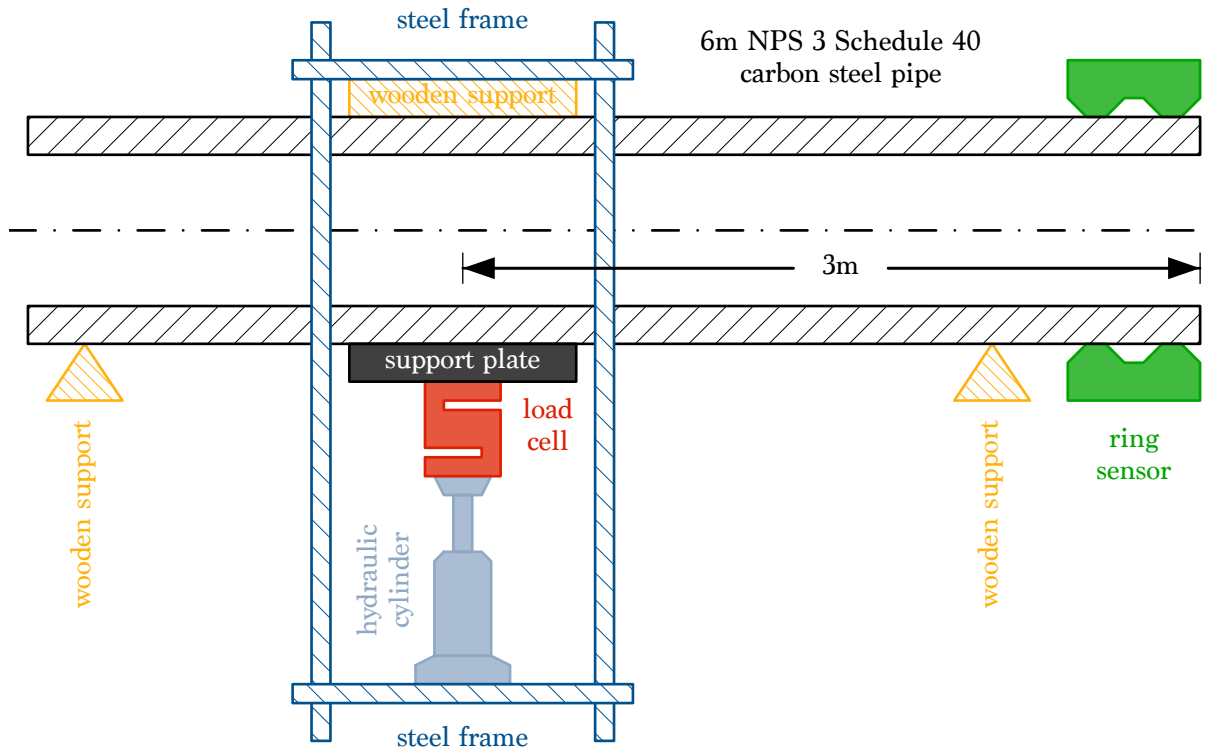 steel frame
6m NPS 3 Schedule 40
carbon steel pipe
wooden support
3m
support plate
load
cell
ring
sensor
wooden support
hydraulic
cylinder
wooden support
steel frame